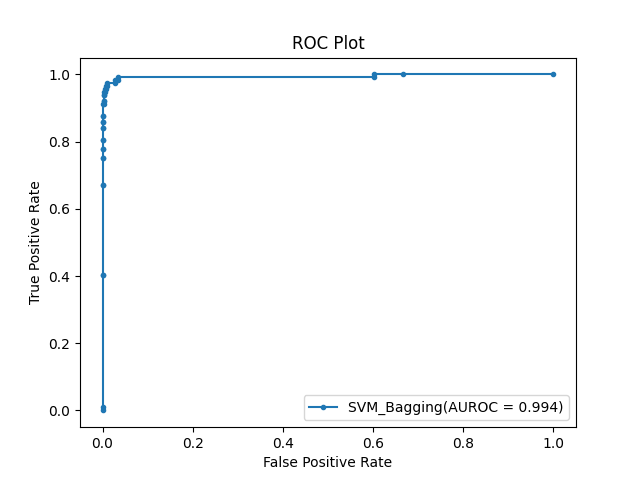 ROC Plot
1.0
0.8
0.6
0.4
0.2
0.0
True Positive Rate
SVM_Bagging(AUROC = 0.994)
0.0 0.2 0.4 0.6 0.8 1.0
False Positive Rate